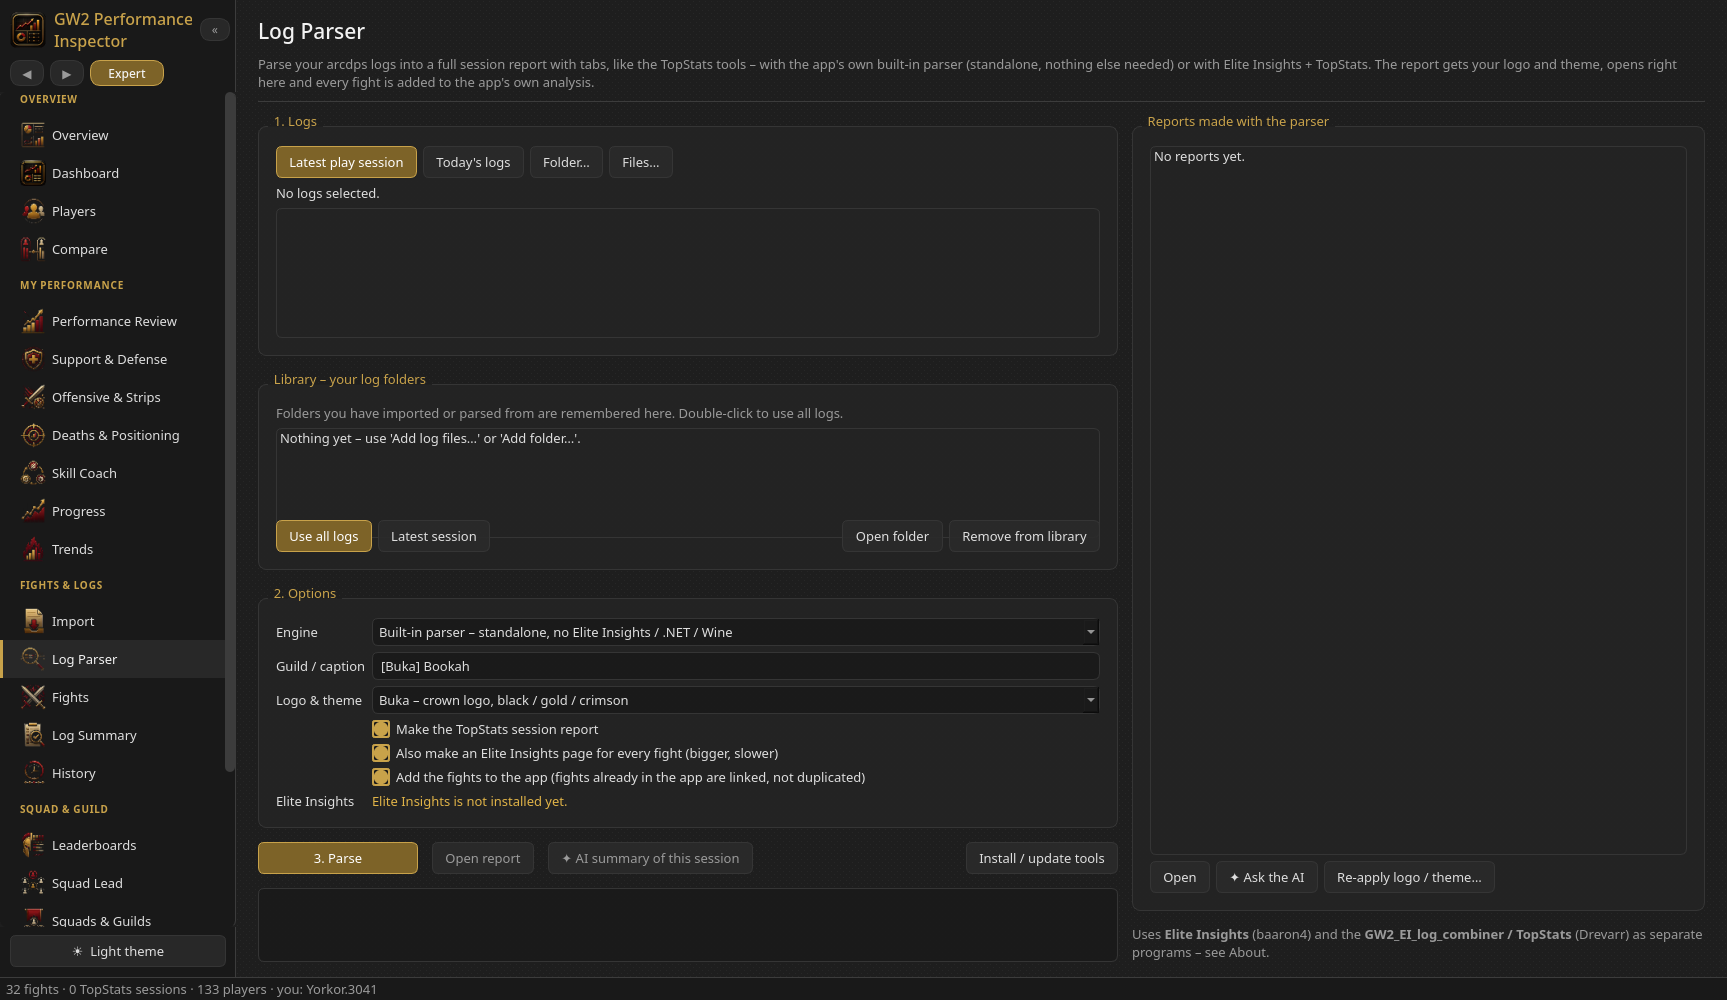 GW2 Performance
Inspector
«
◀ ▶ Expert
OVERVIEW
Overview
Dashboard
Players
Compare
MY PERFORMANCE
Performance Review
Support & Defense
Offensive & Strips
Deaths & Positioning
Skill Coach
Progress
Trends
FIGHTS & LOGS
Import
Log Parser
Fights
Log Summary
History
SQUAD & GUILD
Leaderboards
Squad Lead
Squads & Guilds
☀ Light theme
Log Parser
Parse your arcdps logs into a full session report with tabs, like the TopStats tools – with the app's own built-in parser (standalone, nothing else needed) or with Elite Insights + TopStats. The report gets your logo and theme, opens right
here and every fight is added to the app's own analysis.
1. Logs
Latest play session Today's logs Folder... Files...
No logs selected.
Library – your log folders
Folders you have imported or parsed from are remembered here. Double-click to use all logs.
Nothing yet – use 'Add log files...' or 'Add folder...'.
Use all logs Latest session Open folder Remove from library
2. Options
Engine Built-in parser – standalone, no Elite Insights / .NET / Wine
Guild / caption [Buka] Bookah
Logo & theme Buka – crown logo, black / gold / crimson
Make the TopStats session report
Also make an Elite Insights page for every fight (bigger, slower)
Add the fights to the app (fights already in the app are linked, not duplicated)
Elite Insights Elite Insights is not installed yet.
3. Parse Open report ✦ AI summary of this session Install / update tools
Reports made with the parser
No reports yet.
Open ✦ Ask the AI Re-apply logo / theme...
Uses Elite Insights (baaron4) and the GW2_EI_log_combiner / TopStats (Drevarr) as separate
programs – see About.
32 fights · 0 TopStats sessions · 133 players · you: Yorkor.3041